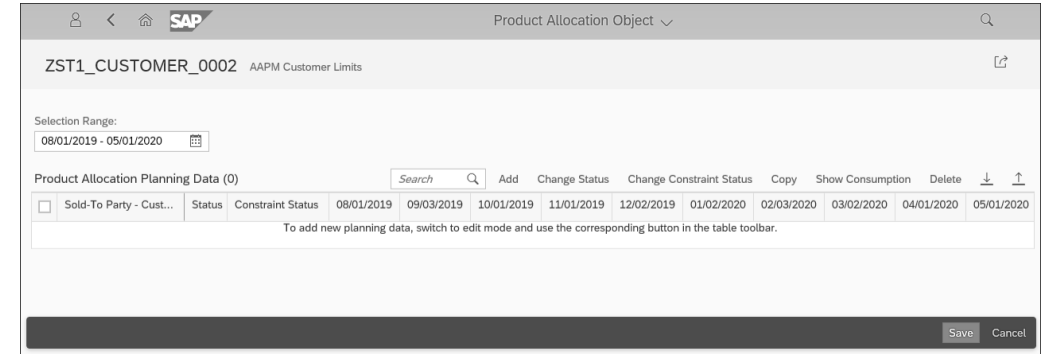 SAP Product Allocation Object
ZST1_CUSTOMER_0002 AAPM Customer Limits
Selection Range:
08/01/2019 - 05/01/2020
Product Allocation Planning Data (0) Search Add Change Status Change Constraint Status Copy Show Consumption Delete
Sold-To Party - Cust... Status Constraint Status 08/01/2019 09/03/2019 10/01/2019 11/01/2019 12/02/2019 01/02/2020 02/03/2020 03/02/2020 04/01/2020 05/01/2020
To add new planning data, switch to edit mode and use the corresponding button in the table toolbar.
Save Cancel